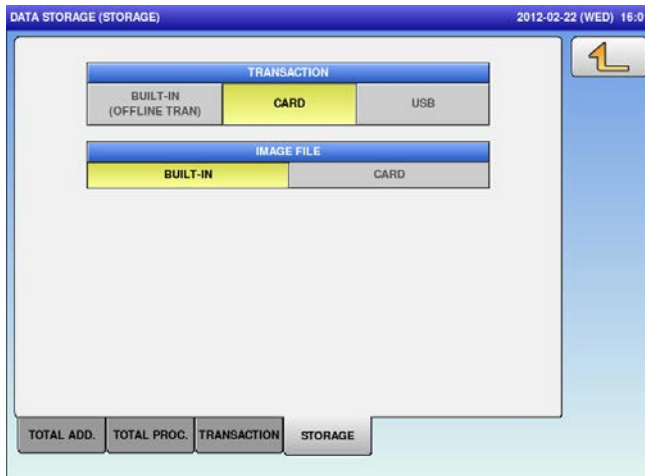 DATA STORAGE (STORAGE) 2012-02-22 (WED) 16:0
TRANSACTION
BUILT-IN
(OFFLINE TRAN) CARD USB
IMAGE FILE
BUILT-IN CARD
TOTAL ADD. TOTAL PROC. TRANSACTION STORAGE